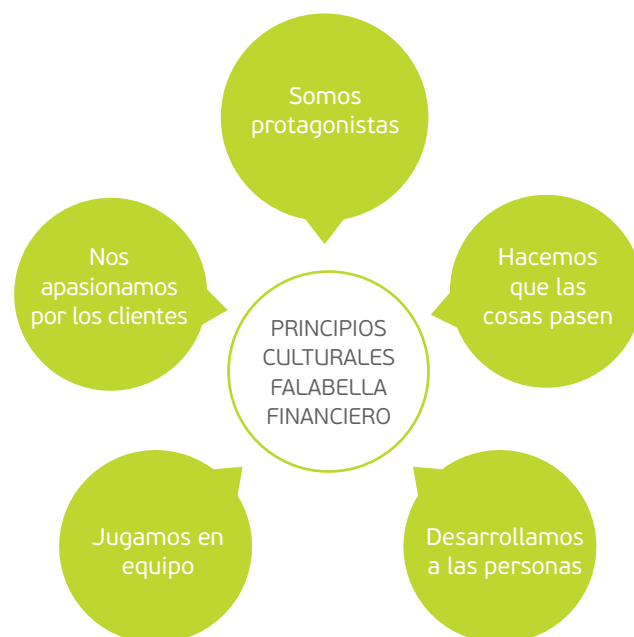 Somos
protagonistas
Nos
apasionamos
por los clientes
Hacemos
que las
cosas pasen
PRINCIPIOS
CULTURALES
FALABELLA
FINANCIERO
Jugamos en
equipo
Desarrollamos
a las personas